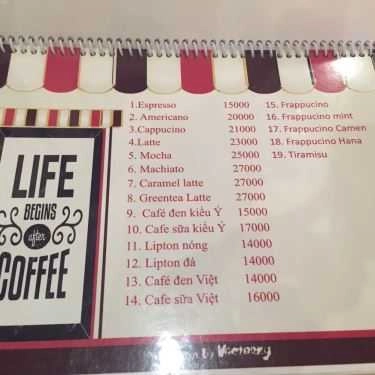 LIFE
BEGINS
after
COFFEE
1.Espresso 15000
2. Americano 20000
3.Cappucino 21000
4.Latte 23000
5. Mocha 25000
6. Machiato 27000
7. Caramel latte 27000
8. Greentea Latte 27000
9. Café đen kiểu Ý 15000
10. Cafe sữa kiểu Ý 17000
11. Lipton nóng 14000
12. Lipton đá 14000
13. Café đen Việt 14000
14. Cafe sữa Việt 16000
15. Frappucino
16. Frappucino mint
17. Frappucino Camen
18. Frappucino Hana
19. Tiramisu
by